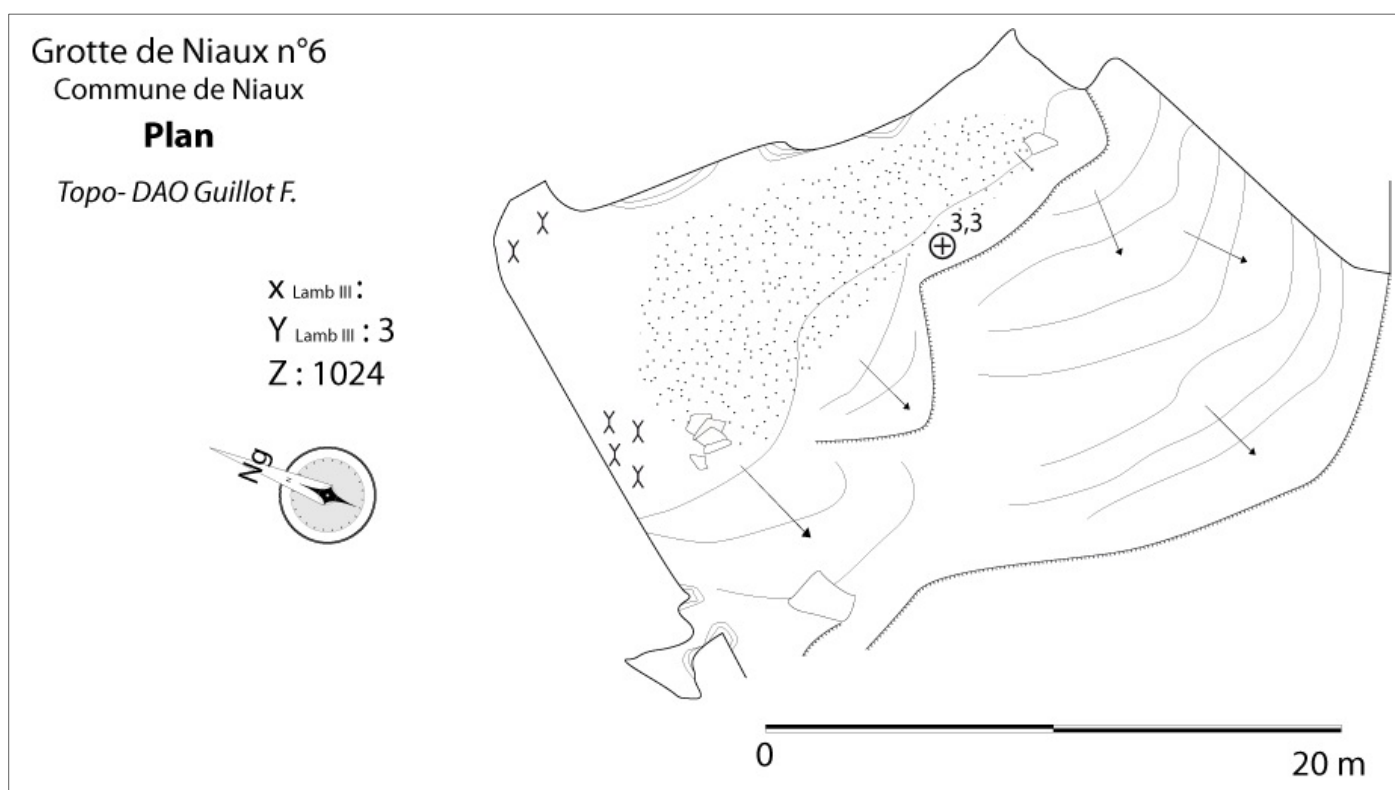 Grotte de Niaux n°6
Commune de Niaux
Plan
Topo- DAO Guillot F.
X Lamb III :
Y Lamb III : 3
Z : 1024
Ng
3,3
0
20 m